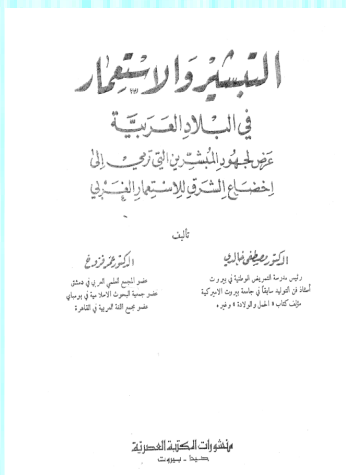 التبشير والاستعمار
في البلاد العربية
عرض لجهود المبشرين التي ترمي إلى
إخضاع الشرق للاستعمار الغربي
تأليف
الدكتور مصطفى خالدي
رئيس مدرسة التمريض الوطنية في بيروت
أستاذ فن التوليد سابقاً في جامعة بيروت الاميركية
مؤلف كتاب « الحمل والولادة » وغيره
الدكتور عمر فروخ
عضو المجمع العلمي العربي في دمشق
عضو جمعية البحوث الاسلامية في بومباي
عضو مجمع اللغة العربية في القاهرة
منشورات المكتبة العصرية
صيدا - بيروت